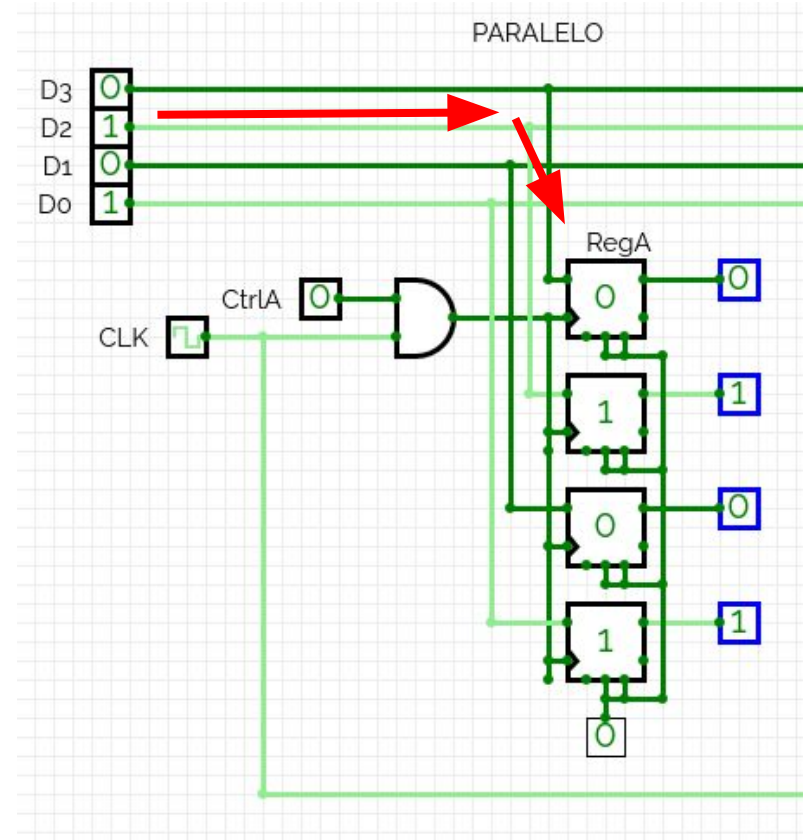 PARALELO
D3 0
D2 1
D1 0
D0 1
RegA
CtrlA 0
0 0
CLK
1 1
0 0
1 1
0